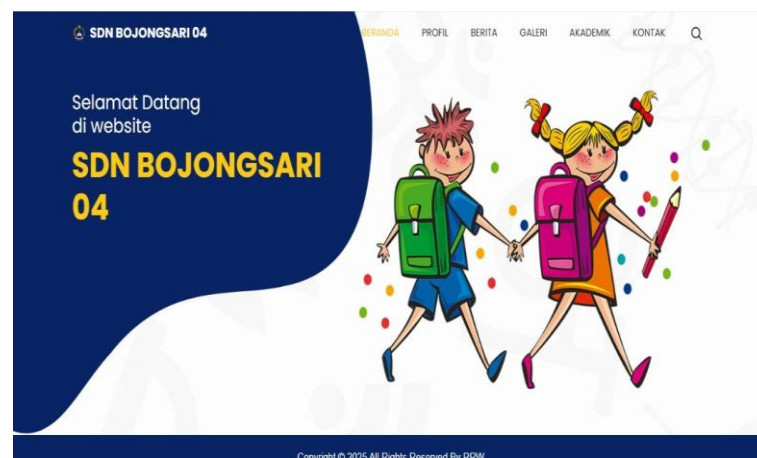 SDN BOJONGSARI 04
BERANDA PROFIL BERITA GALERI AKADEMIK KONTAK
Selamat Datang
di website
SDN BOJONGSARI
04
Copyright © 2025 All Rights Reserved By PPW